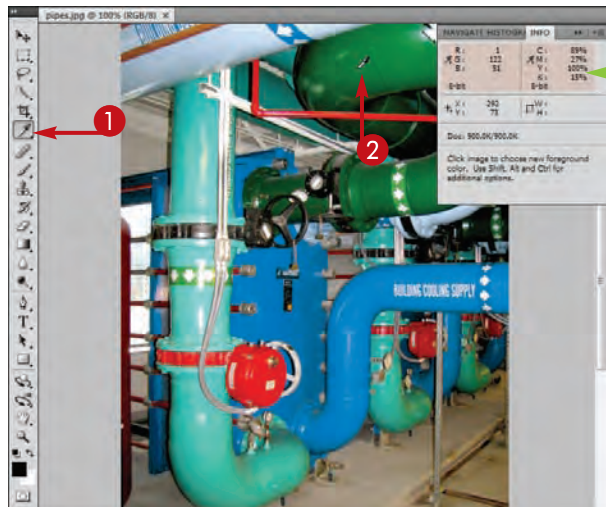 pipes.jpg @ 100% (RGB/8) ×
NAVIGATI HISTOGRA INFO
R: 1 C: 89%
G: 122 M: 27%
B: 51 Y: 100%
K: 15%
8-bit 8-bit
X: 292 W:
Y: 73 H:
Doc: 900.0K/900.0K
Click image to choose new foreground
color. Use Shift, Alt and Ctrl for
additional options.
1
2
BUILDING COOLING SUPPLY
T